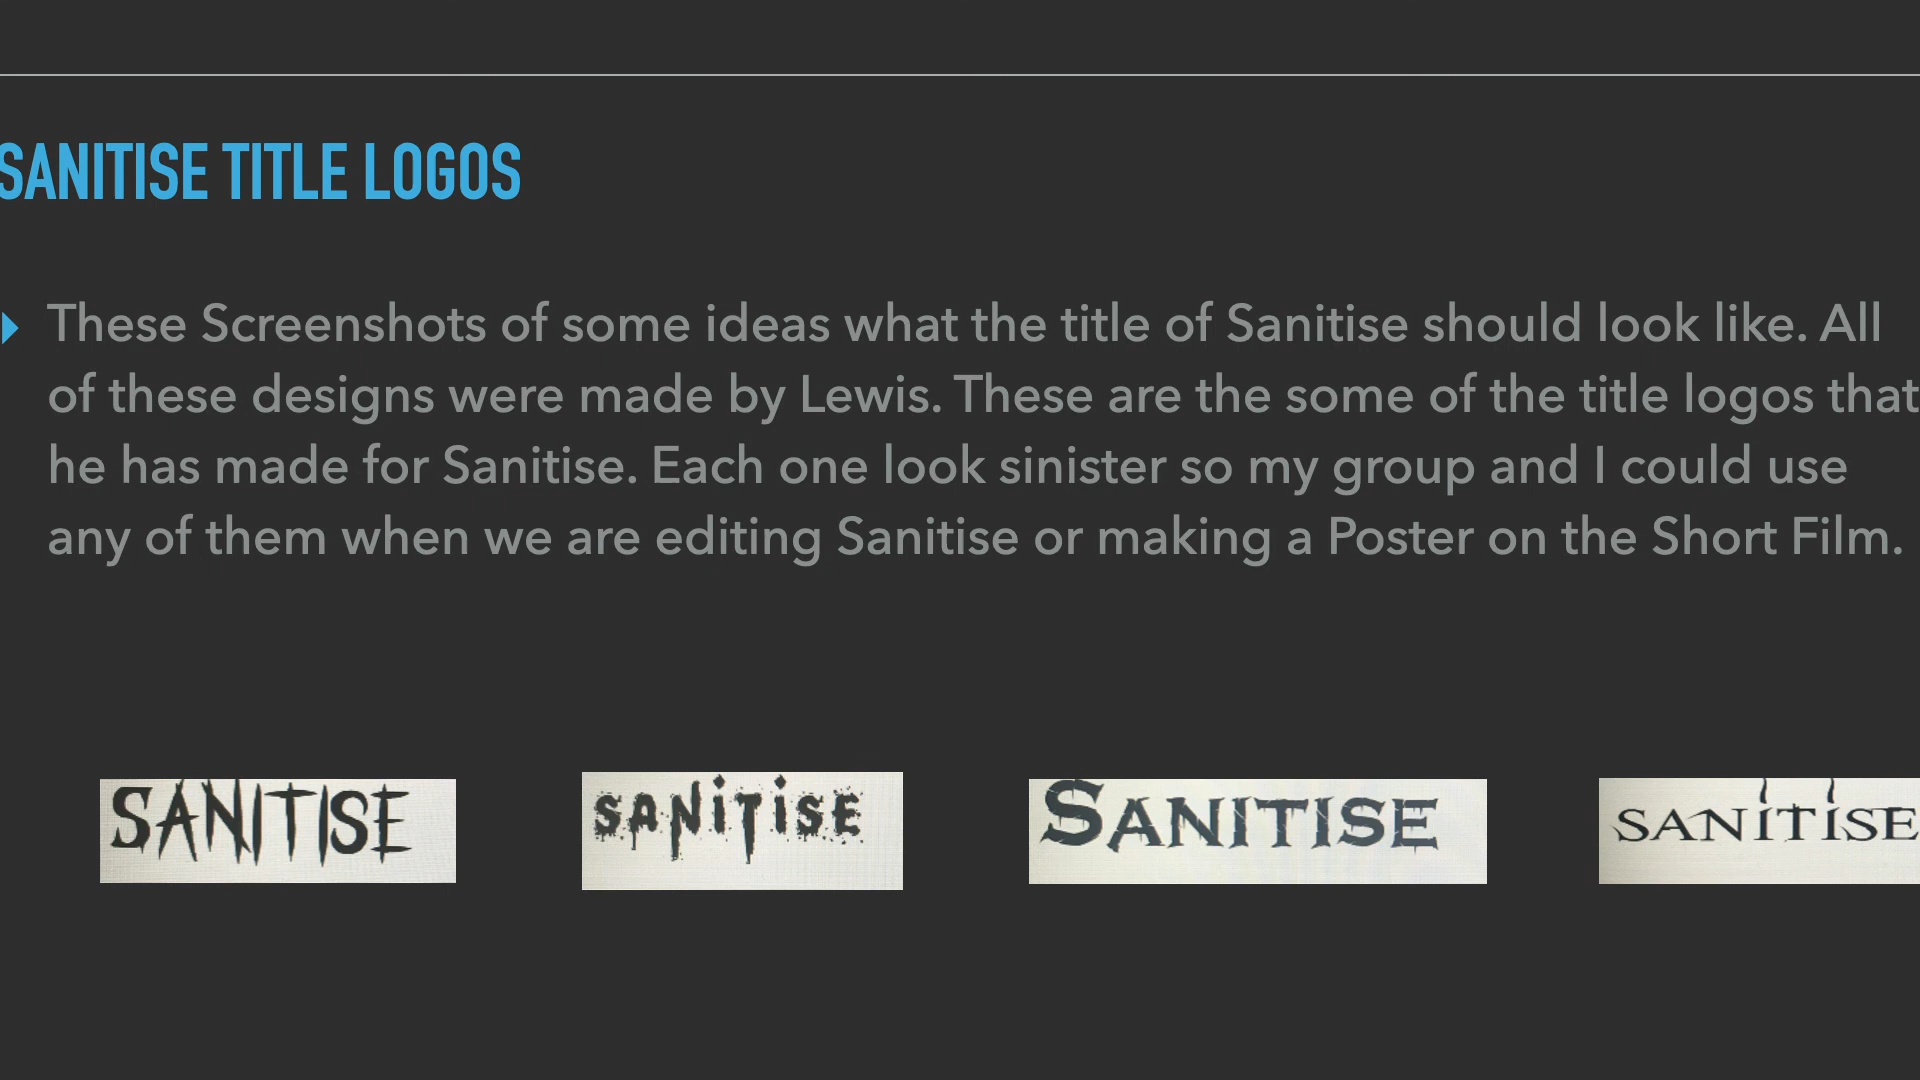 SANITISE TITLE LOGOS
These Screenshots of some ideas what the title of Sanitise should look like. All
of these designs were made by Lewis. These are the some of the title logos that
he has made for Sanitise. Each one look sinister so my group and I could use
any of them when we are editing Sanitise or making a Poster on the Short Film.
SANITISE
SANiTiSE
SANITISE
SANiTiSE